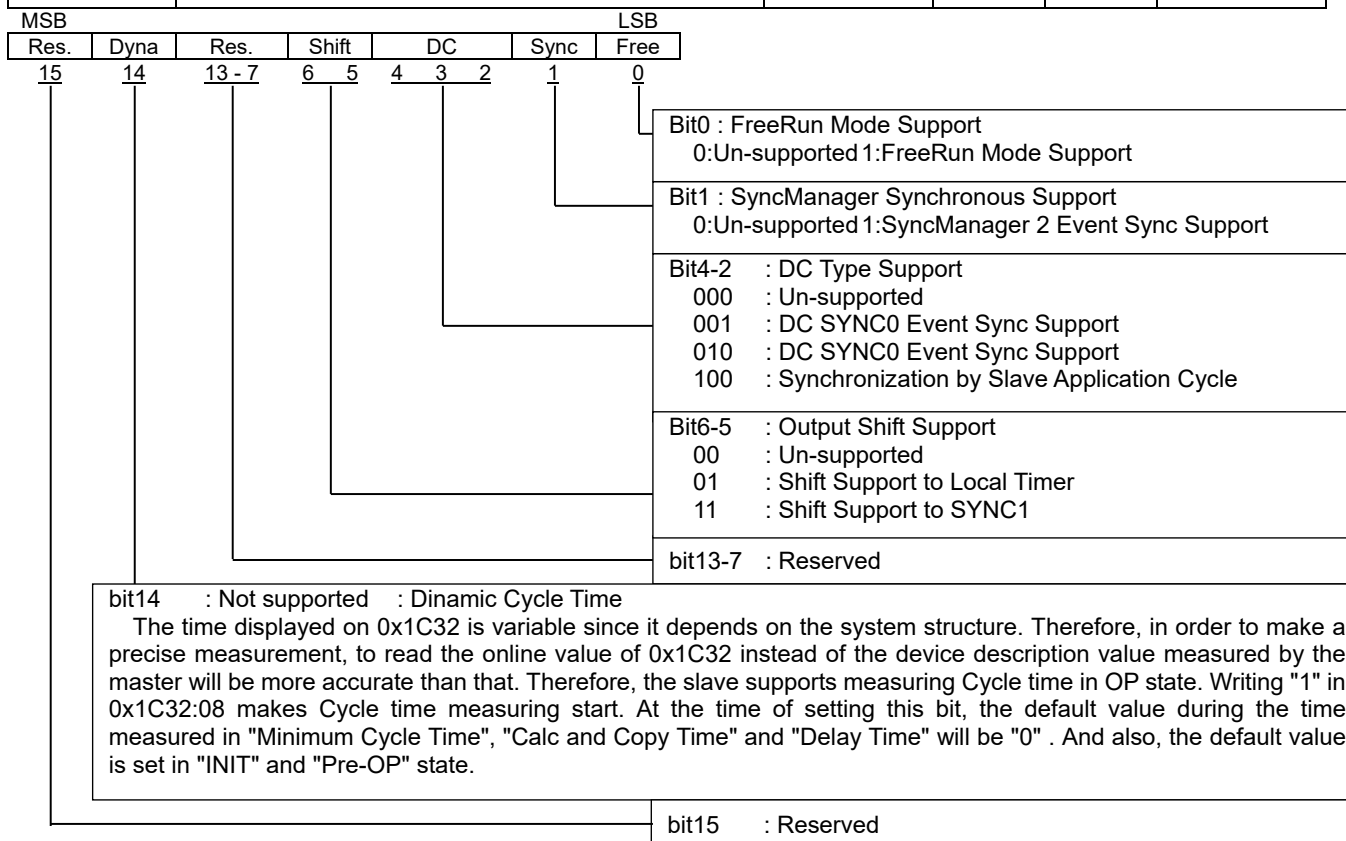 MSB LSB
Res. Dyna Res. Shift DC Sync Free
15 14 13 - 7 6 5 4 3 2 1 0
Bit0 : FreeRun Mode Support
0:Un-supported 1:FreeRun Mode Support
Bit1 : SyncManager Synchronous Support
0:Un-supported 1:SyncManager 2 Event Sync Support
Bit4-2 : DC Type Support
000 : Un-supported
001 : DC SYNC0 Event Sync Support
010 : DC SYNC0 Event Sync Support
100 : Synchronization by Slave Application Cycle
Bit6-5 : Output Shift Support
00 : Un-supported
01 : Shift Support to Local Timer
11 : Shift Support to SYNC1
bit13-7 : Reserved
bit14 : Not supported : Dinamic Cycle Time
The time displayed on 0x1C32 is variable since it depends on the system structure. Therefore, in order to make a
precise measurement, to read the online value of 0x1C32 instead of the device description value measured by the
master will be more accurate than that. Therefore, the slave supports measuring Cycle time in OP state. Writing "1" in
0x1C32:08 makes Cycle time measuring start. At the time of setting this bit, the default value during the time
measured in "Minimum Cycle Time", "Calc and Copy Time" and "Delay Time" will be "0" . And also, the default value
is set in "INIT" and "Pre-OP" state.
bit15 : Reserved